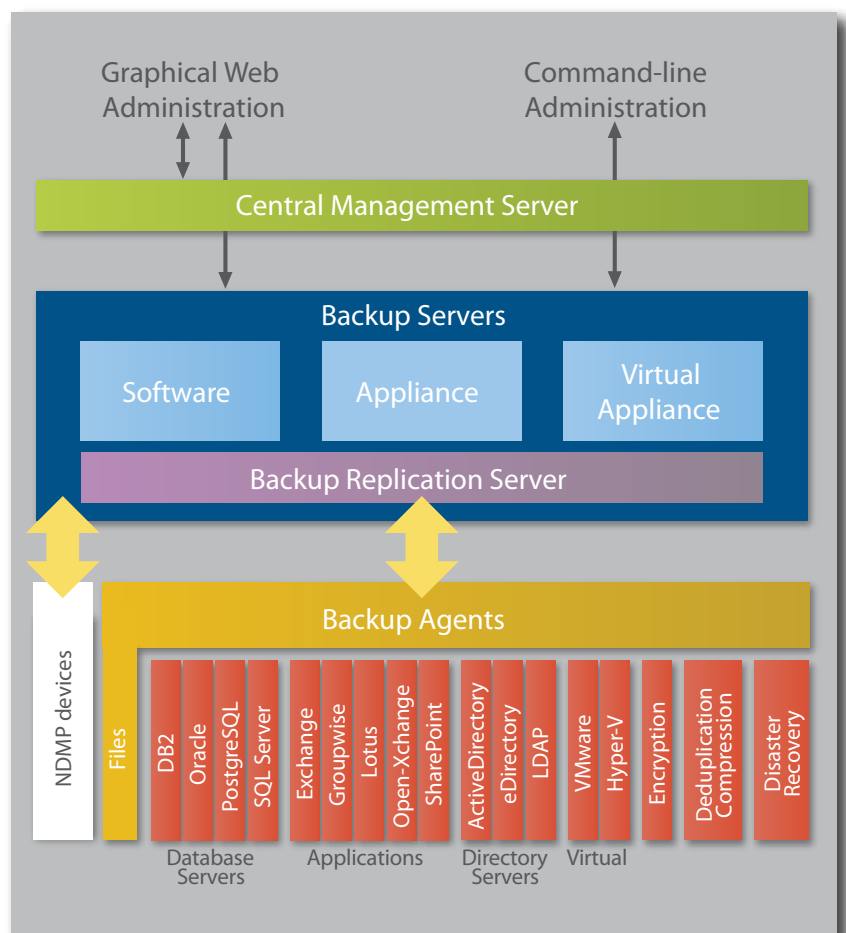 Graphical Web
Administration
Command-line
Administration
Central Management Server
Backup Servers
Software
Appliance
Virtual
Appliance
Backup Replication Server
Backup Agents
NDMP devices
Files
DB2
Oracle
PostgreSQL
SQL Server
Exchange
Groupwise
Lotus
Open-Xchange
SharePoint
ActiveDirectory
eDirectory
LDAP
VMware
Hyper-V
Encryption
Deduplication
Compression
Disaster
Recovery
Database
Servers
Applications
Directory
Servers
Virtual